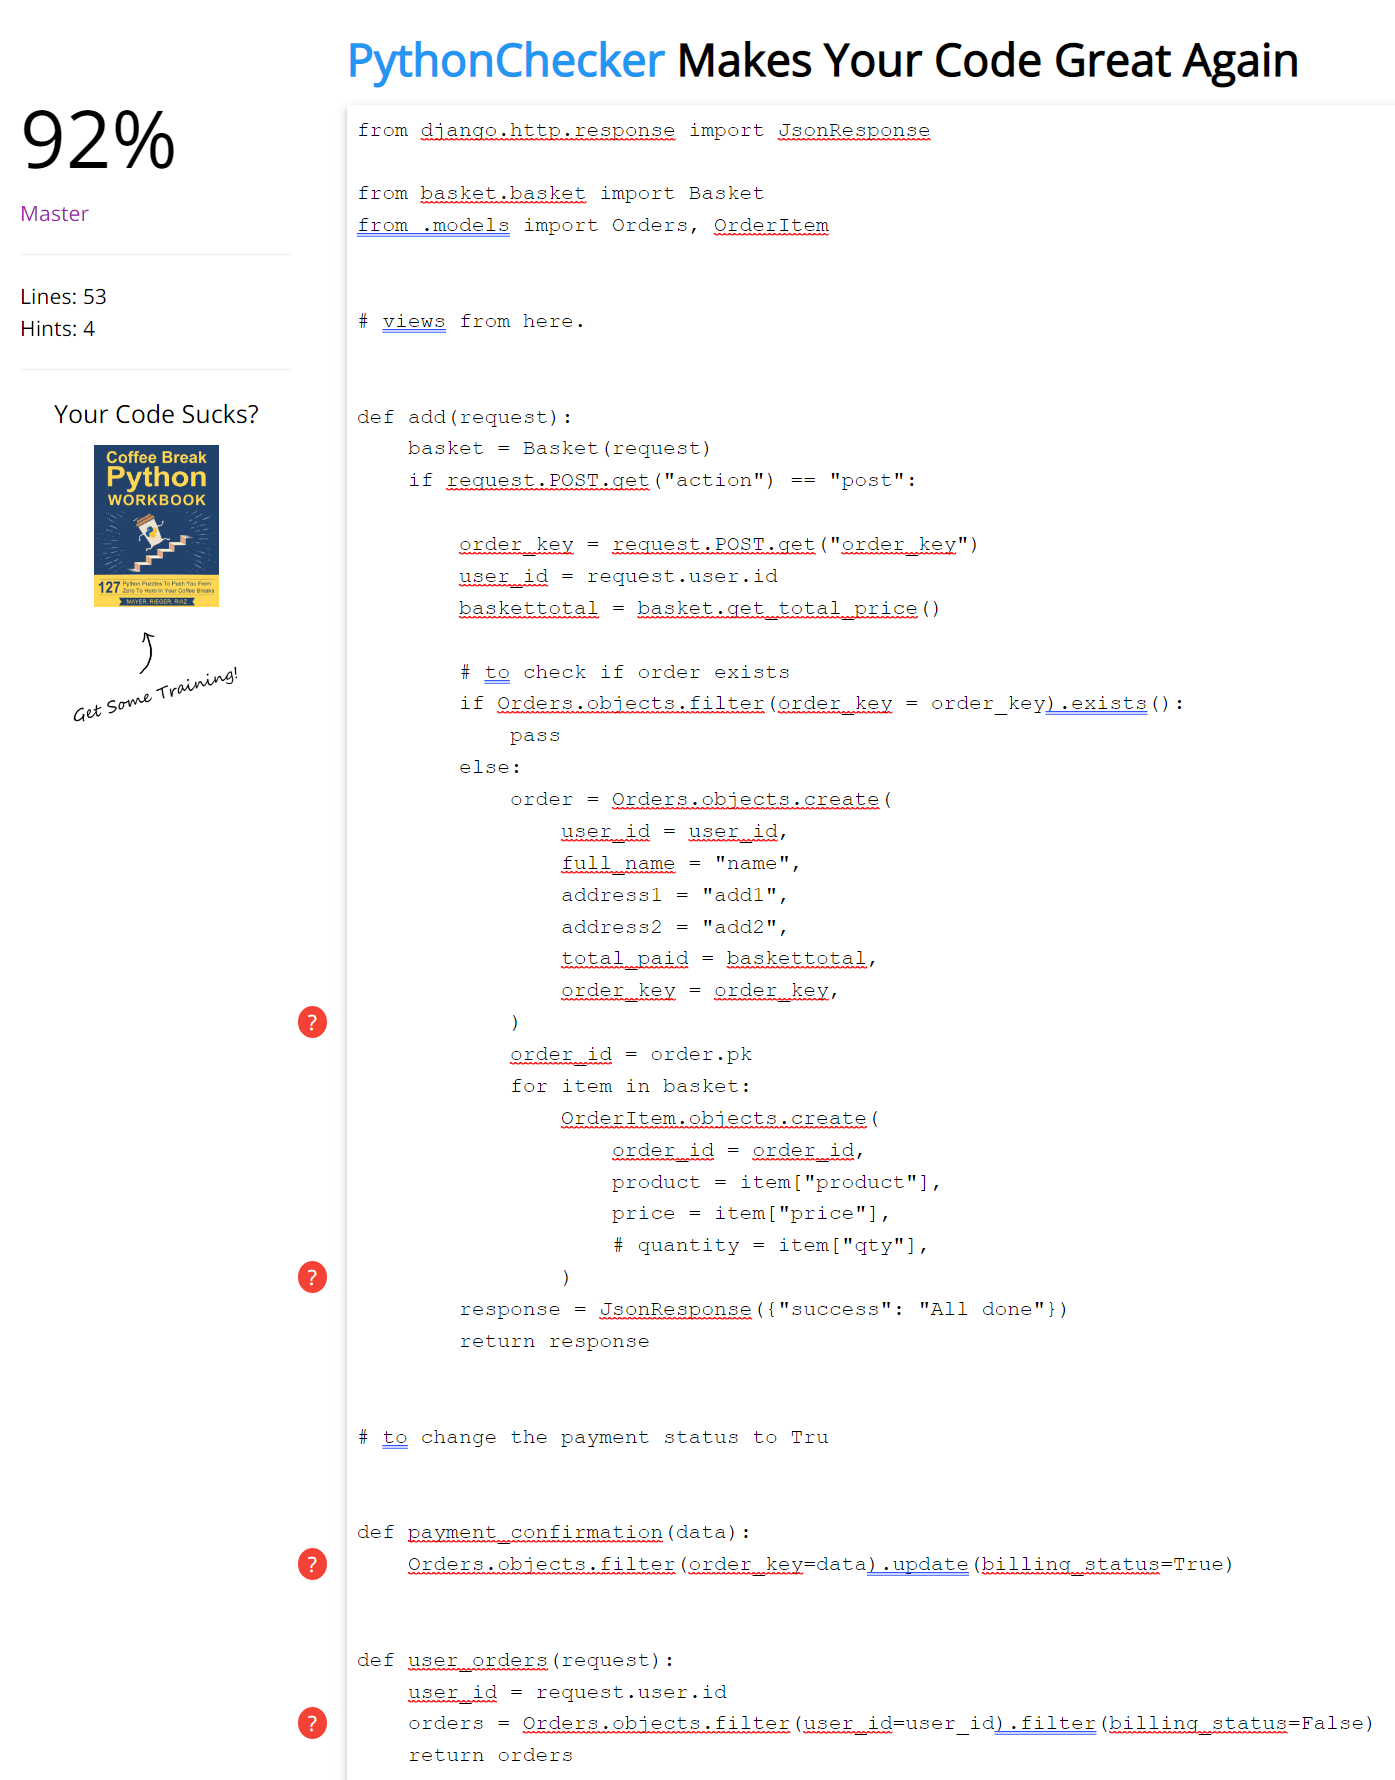 PythonChecker Makes Your Code Great Again
92%
Master
Lines: 53
Hints: 4
Your Code Sucks?
Coffee Break
Python
WORKBOOK
127 Python Puzzles To Push You From
Zero To Hero In Your Coffee Breaks
MAYER, RIEGER, RIAZ
Get Some Training!
from django.http.response import JsonResponse
from basket.basket import Basket
from .models import Orders, OrderItem
# views from here.
def add(request):
    basket = Basket(request)
    if request.POST.get("action") == "post":
        order_key = request.POST.get("order_key")
        user_id = request.user.id
        baskettotal = basket.get_total_price()
        # to check if order exists
        if Orders.objects.filter(order_key = order_key).exists():
            pass
        else:
            order = Orders.objects.create(
                user_id = user_id,
                full_name = "name",
                address1 = "add1",
                address2 = "add2",
                total_paid = baskettotal,
                order_key = order_key,
?
            )
            order_id = order.pk
            for item in basket:
                OrderItem.objects.create(
                    order_id = order_id,
                    product = item["product"],
                    price = item["price"],
                    # quantity = item["qty"],
?
                )
        response = JsonResponse({"success": "All done"})
        return response
# to change the payment status to Tru
def payment_confirmation(data):
?
    Orders.objects.filter(order_key=data).update(billing_status=True)
def user_orders(request):
    user_id = request.user.id
?
    orders = Orders.objects.filter(user_id=user_id).filter(billing_status=False)
    return orders